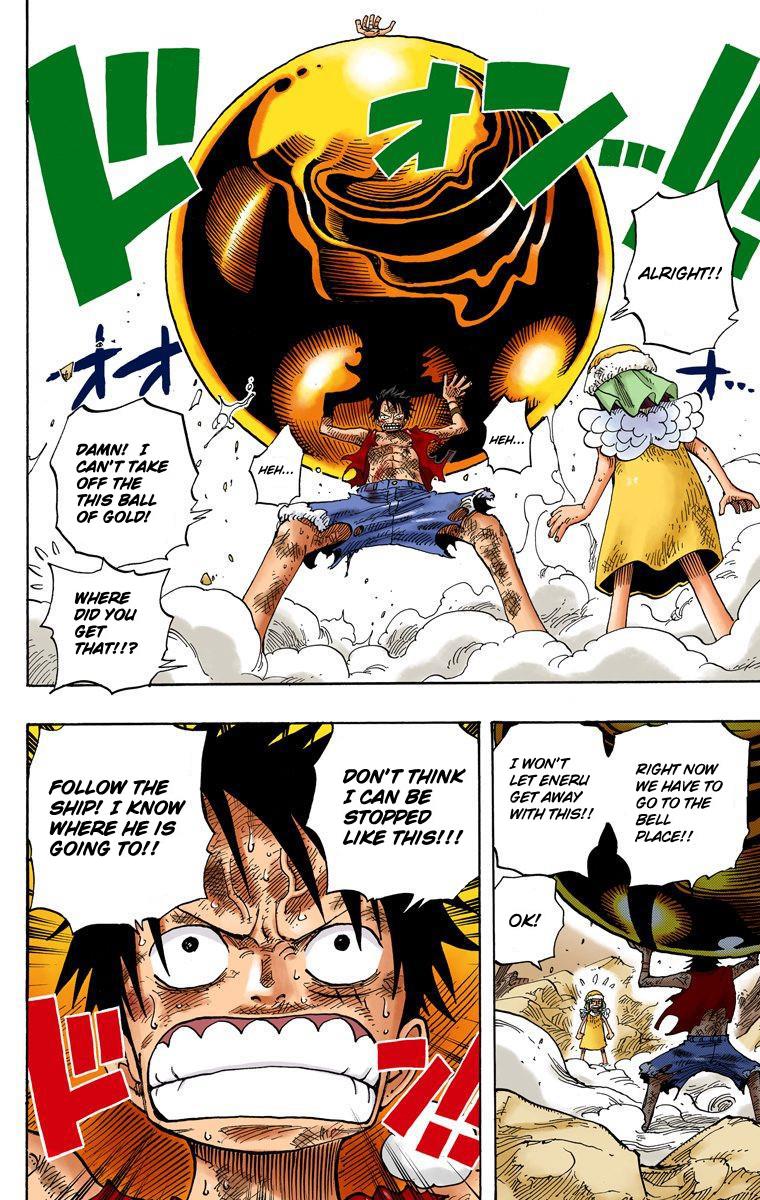 ドオンッ!!!
ALRIGHT!!
オオ
オ...
HEH...
HEH...
DAMN! I
CAN'T TAKE
OFF THE
THIS BALL
OF GOLD!
WHERE
DID YOU
GET
THAT!!?
RIGHT NOW
WE HAVE TO
GO TO THE
BELL
PLACE!!
I WON'T
LET ENERU
GET AWAY
WITH THIS!!
OK!
DON'T THINK
I CAN BE
STOPPED
LIKE THIS!!!
FOLLOW THE
SHIP! I KNOW
WHERE HE IS
GOING TO!!
ドン!!!